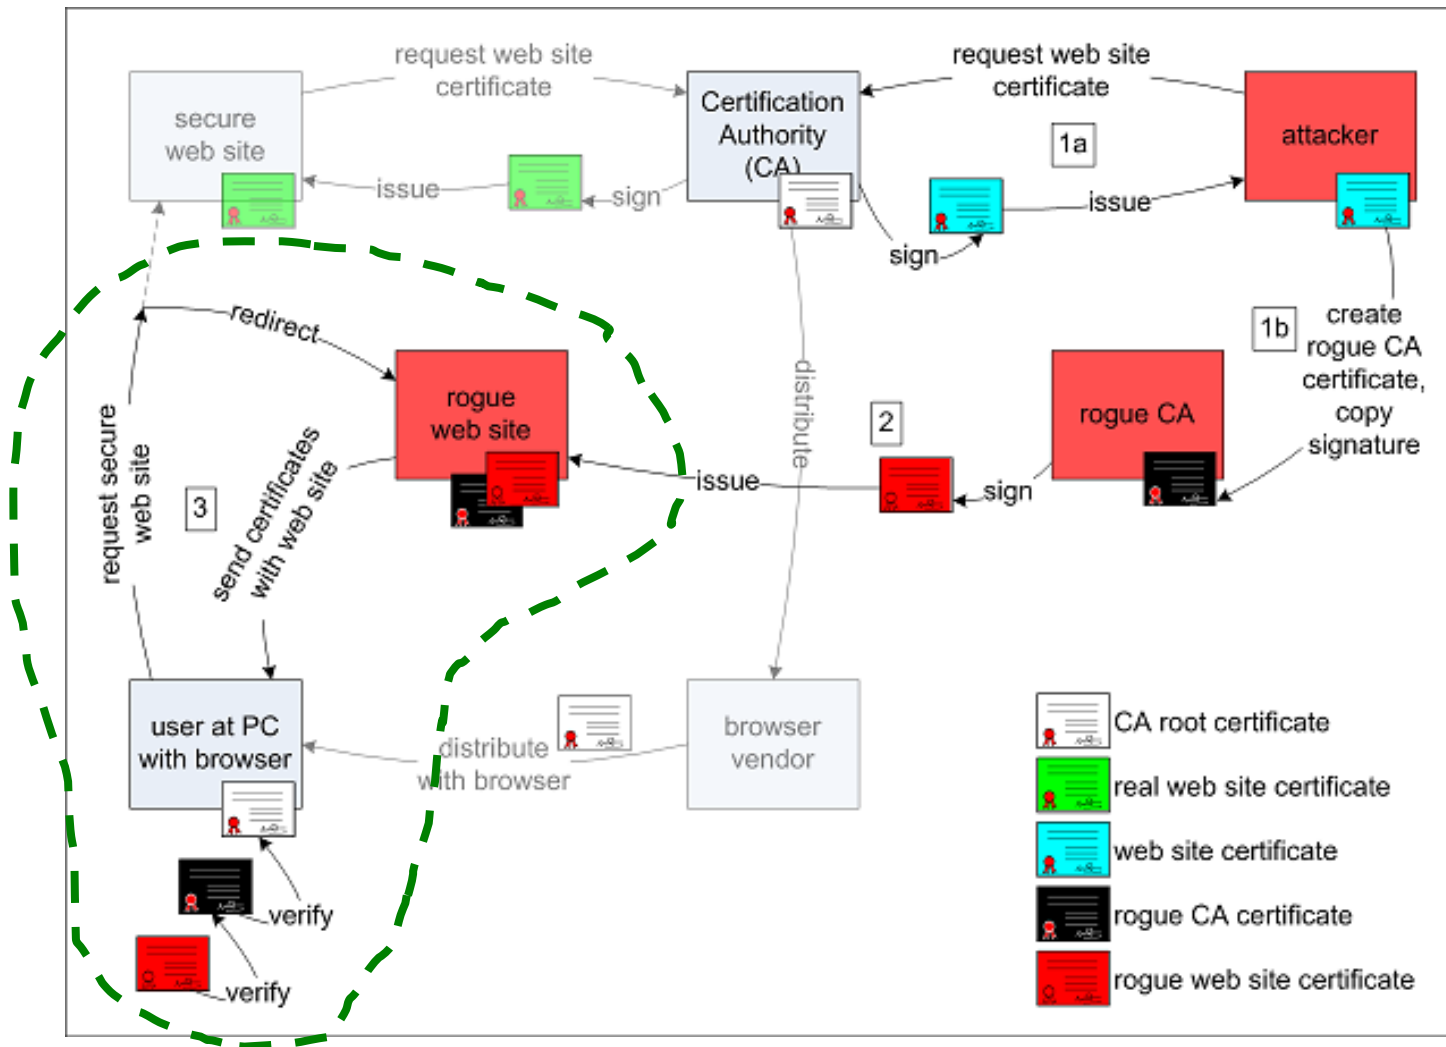 request web site
certificate
request web site
certificate
secure
web site
Certification
Authority
(CA)
attacker
1a
issue
sign
issue
sign
redirect
1b
create
rogue CA
certificate,
copy
signature
rogue
web site
distribute
2
rogue CA
issue
sign
request secure
web site
3
send certificates
with web site
user at PC
with browser
distribute
with browser
browser
vendor
verify
verify
CA root certificate
real web site certificate
web site certificate
rogue CA certificate
rogue web site certificate